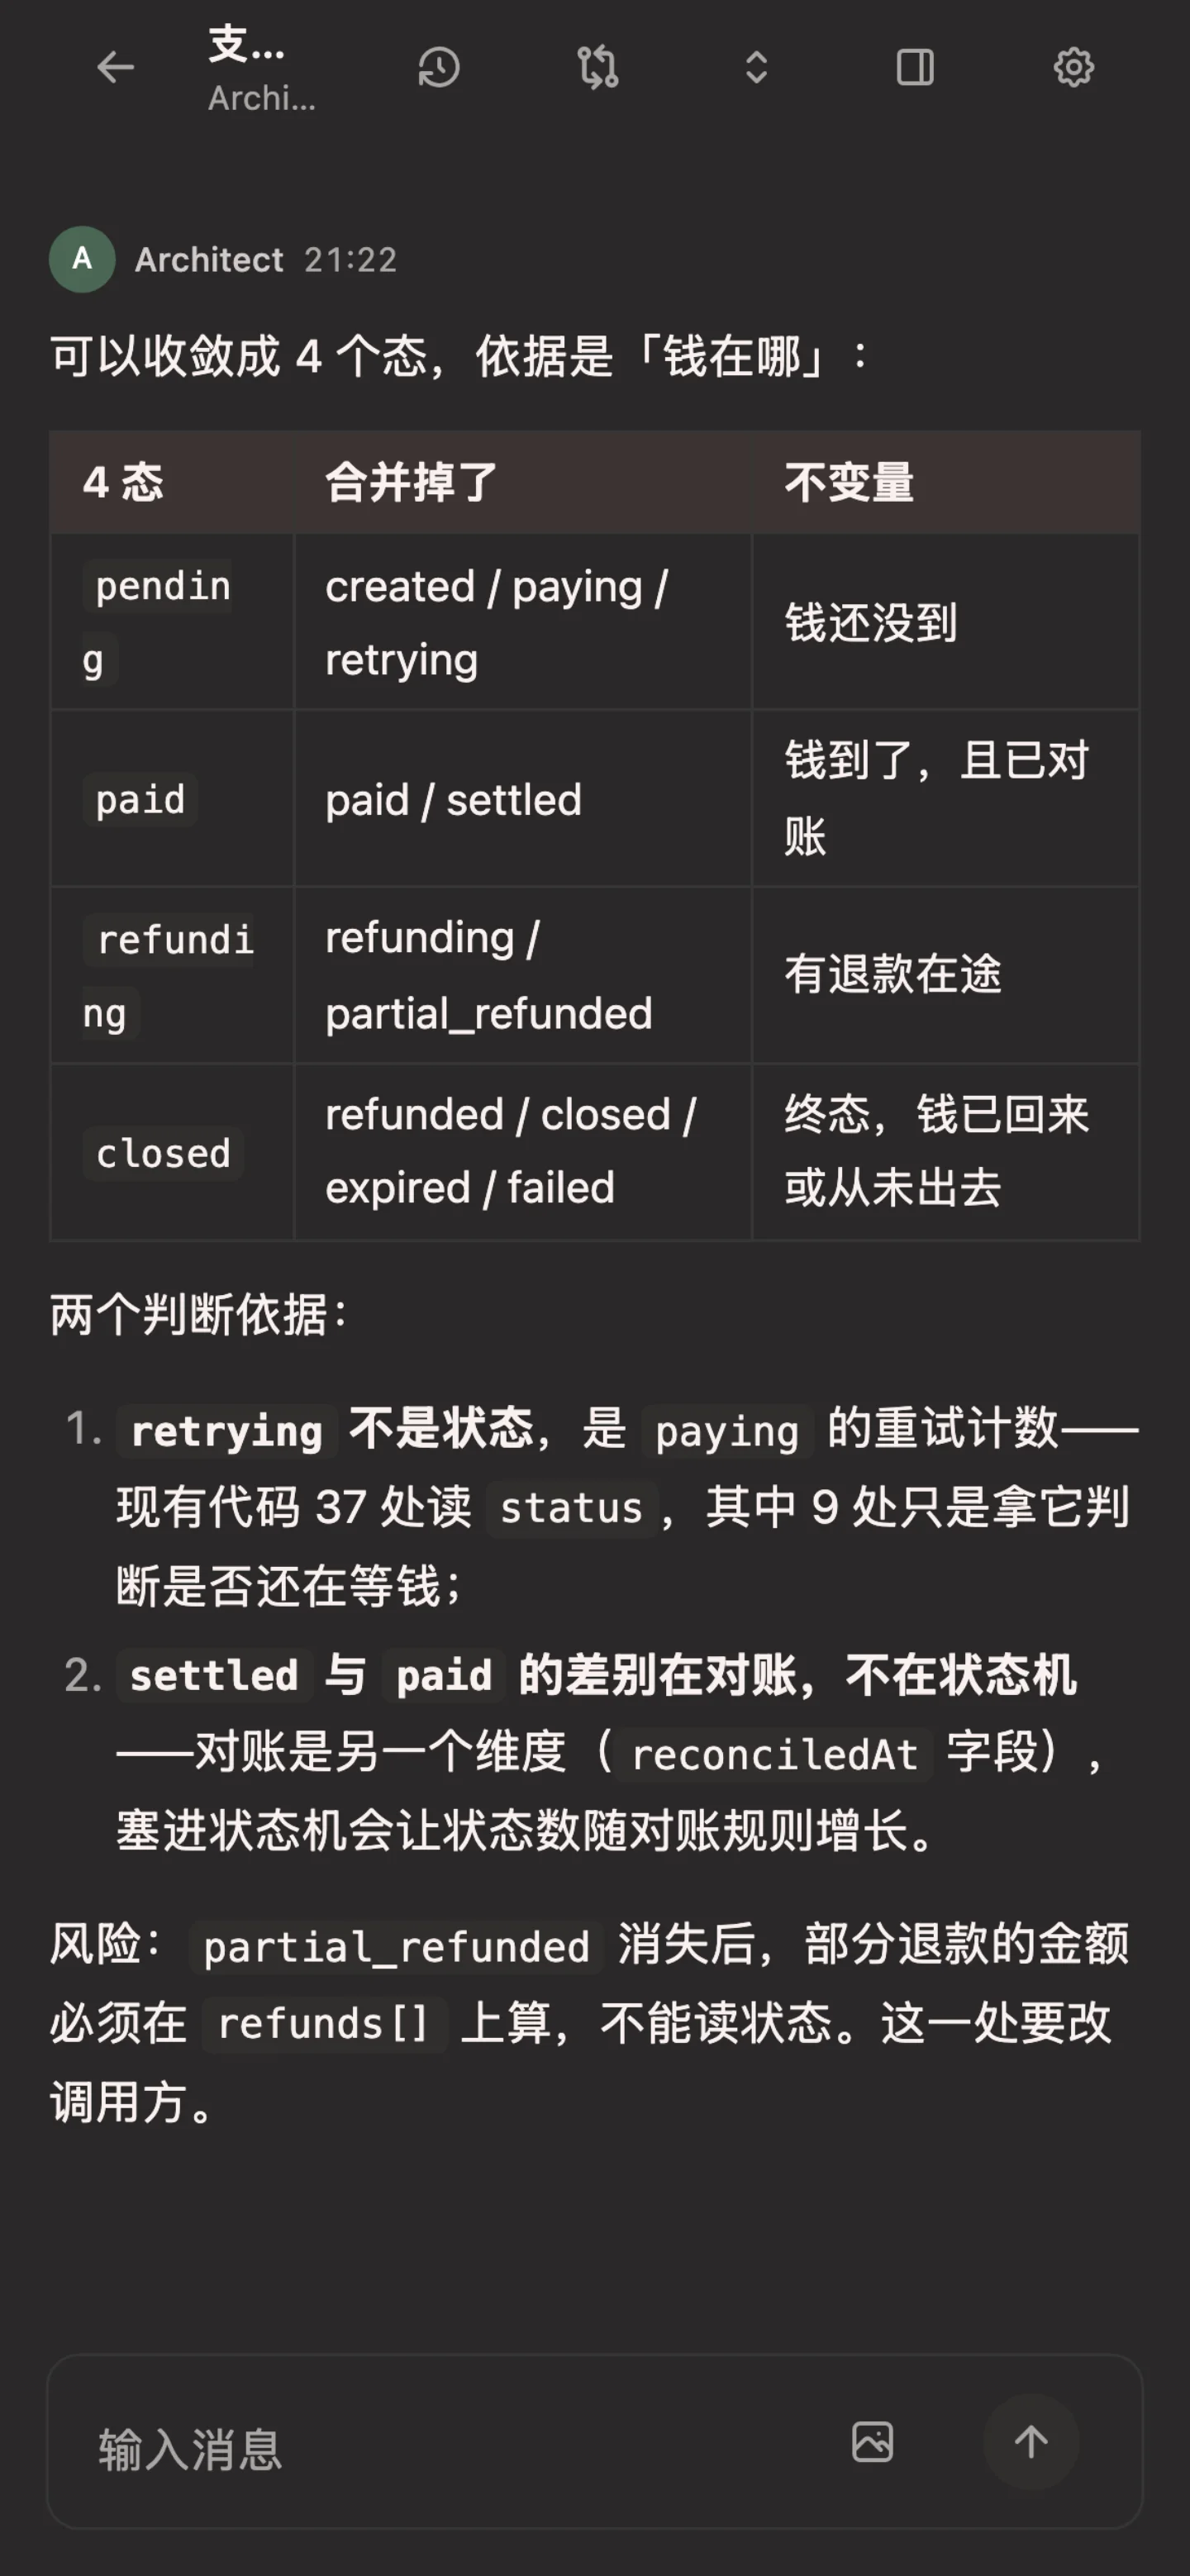 支...
Archi...
A
Architect 21:22
可以收敛成 4 个态，依据是「钱在哪」：
4 态
合并掉了
不变量
pendin
g
created / paying /
retrying
钱还没到
paid
paid / settled
钱到了，且已对
账
refundi
ng
refunding /
partial_refunded
有退款在途
closed
refunded / closed /
expired / failed
终态，钱已回来
或从未出去
两个判断依据：
1. retrying 不是状态，是 paying 的重试计数——
现有代码 37 处读 status，其中 9 处只是拿它判
断是否还在等钱；
2. settled 与 paid 的差别在对账，不在状态机
——对账是另一个维度（reconciledAt 字段），
塞进状态机会让状态数随对账规则增长。
风险：partial_refunded 消失后，部分退款的金额
必须在 refunds[] 上算，不能读状态。这一处要改
调用方。
输入消息